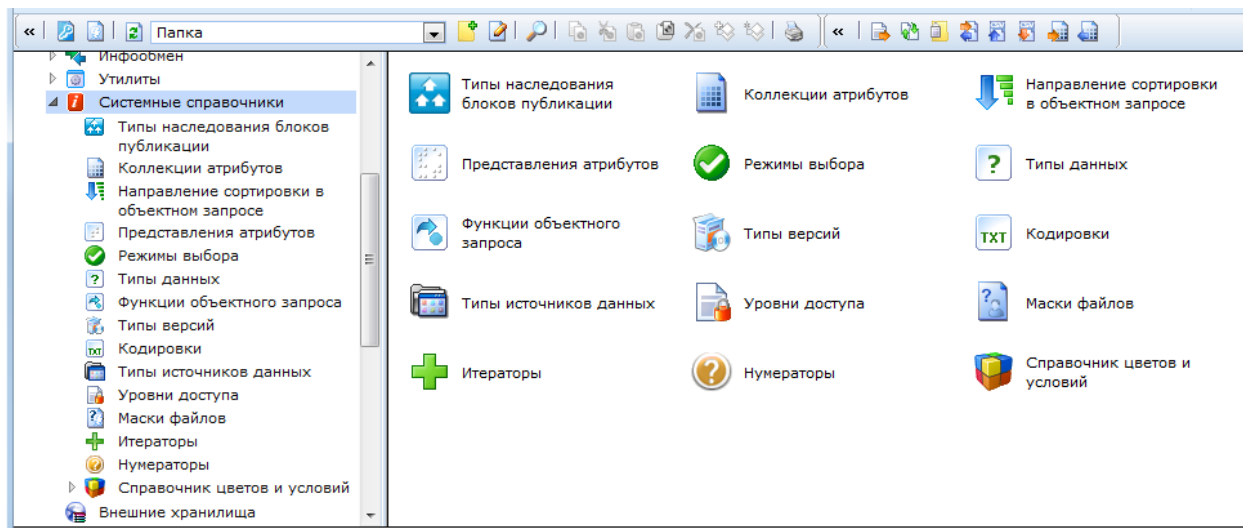 «
Папка
«
Инфообмен
Утилиты
Системные справочники
Типы наследования блоков
публикации
Коллекции атрибутов
Направление сортировки в
объектном запросе
Представления атрибутов
Режимы выбора
Типы данных
Функции объектного запроса
Типы версий
TXT Кодировки
Типы источников данных
Уровни доступа
Маски файлов
Итераторы
Нумераторы
Справочник цветов и условий
Внешние хранилища
Типы наследования
блоков публикации
Коллекции атрибутов
Направление сортировки
в объектном запросе
Представления атрибутов
Режимы выбора
? Типы данных
Функции объектного
запроса
Типы версий
TXT Кодировки
Типы источников данных
Уровни доступа
Маски файлов
Итераторы
Нумераторы
Справочник цветов и
условий